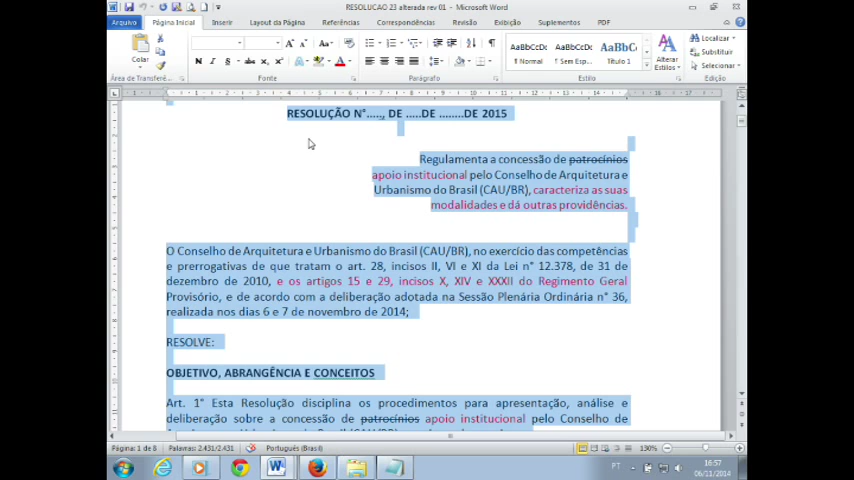 RESOLUCAO 23 alterada rev 01 - Microsoft Word
Arquivo Página Inicial Inserir Layout da Página Referências Correspondências Revisão Exibição Suplementos PDF
Colar
AaBbCcDc AaBbCcDc AaBbC
¶ Normal ¶ Sem Esp... Título 1
Alterar Estilos
Localizar
Substituir
Selecionar
Área de Transferê... Fonte Parágrafo Estilo Edição
RESOLUÇÃO N°....., DE .....DE ........DE 2015
Regulamenta a concessão de patrocínios
apoio institucional pelo Conselho de Arquitetura e
Urbanismo do Brasil (CAU/BR), caracteriza as suas
modalidades e dá outras providências.
O Conselho de Arquitetura e Urbanismo do Brasil (CAU/BR), no exercício das competências
e prerrogativas de que tratam o art. 28, incisos II, VI e XI da Lei n° 12.378, de 31 de
dezembro de 2010, e os artigos 15 e 29, incisos X, XIV e XXXII do Regimento Geral
Provisório, e de acordo com a deliberação adotada na Sessão Plenária Ordinária n° 36,
realizada nos dias 6 e 7 de novembro de 2014;
RESOLVE:
OBJETIVO, ABRANGÊNCIA E CONCEITOS
Art. 1° Esta Resolução disciplina os procedimentos para apresentação, análise e
deliberação sobre a concessão de patrocínios apoio institucional pelo Conselho de
Página: 1 de 8 Palavras: 2.431/2.431 Português (Brasil) 130%
PT 16:57
06/11/2014